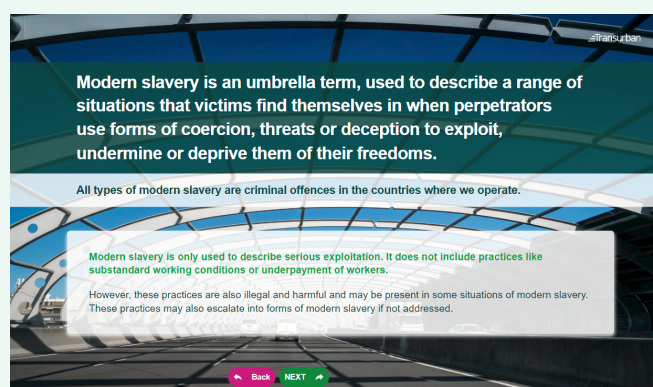 Transurban
Modern slavery is an umbrella term, used to describe a range of
situations that victims find themselves in when perpetrators
use forms of coercion, threats or deception to exploit,
undermine or deprive them of their freedoms.
All types of modern slavery are criminal offences in the countries where we operate.
Modern slavery is only used to describe serious exploitation. It does not include practices like
substandard working conditions or underpayment of workers.
However, these practices are also illegal and harmful and may be present in some situations of modern slavery.
These practices may also escalate into forms of modern slavery if not addressed.
Back NEXT